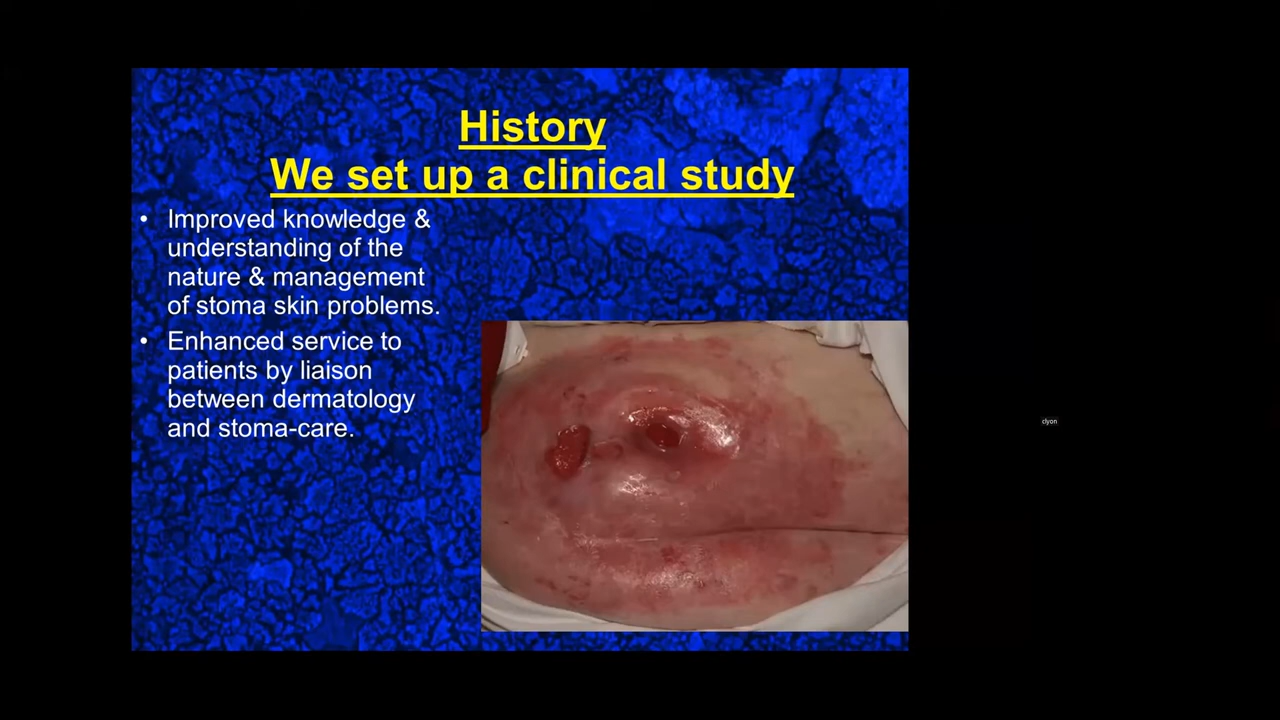 History
We set up a clinical study
• Improved knowledge &
understanding of the
nature & management
of stoma skin problems.
• Enhanced service to
patients by liaison
between dermatology
and stoma-care.
clyon